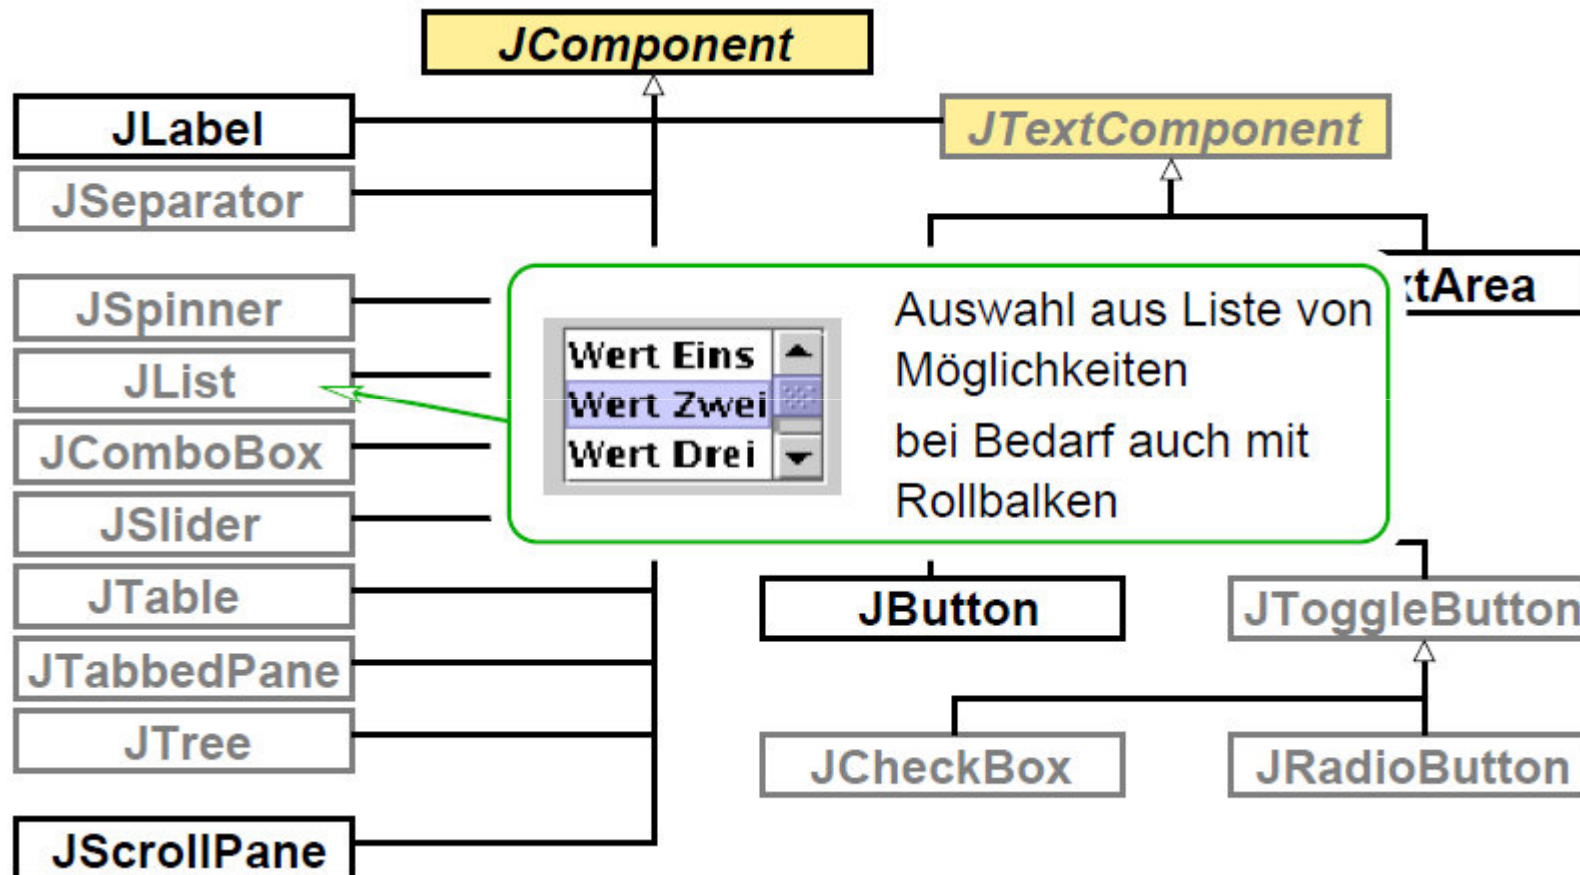 JComponent
JLabel
JTextComponent
JSeparator
JSpinner
xtArea
JList
JComboBox
JSlider
Wert Eins
Wert Zwei
Wert Drei
Auswahl aus Liste von
Möglichkeiten
bei Bedarf auch mit
Rollbalken
JTable
JButton
JToggleButton
JTabbedPane
JTree
JCheckBox
JRadioButton
JScrollPane